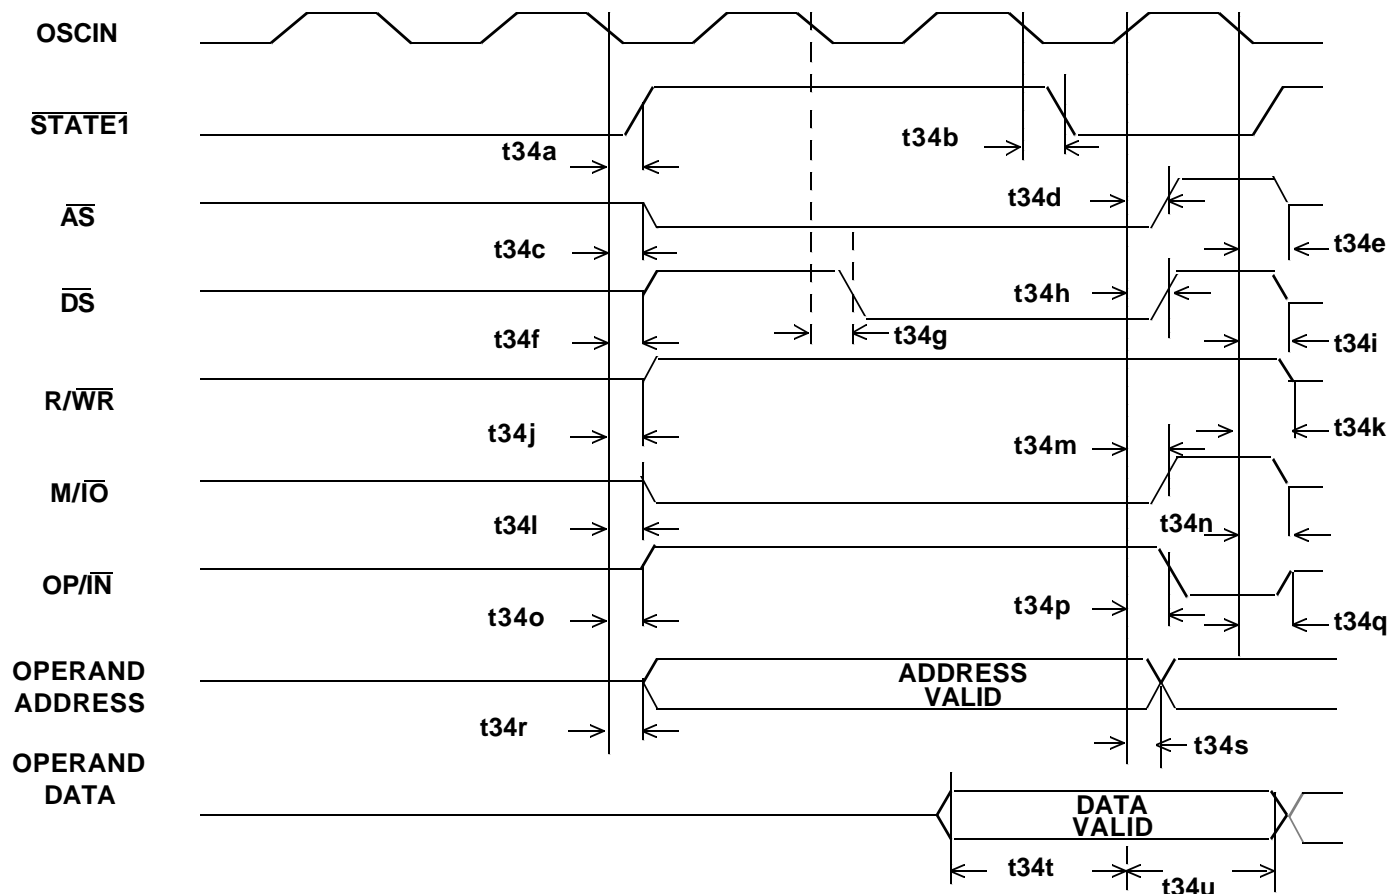 OSCIN
STATE1
t34a
t34b
AS
t34d
t34c
t34e
DS
t34h
t34f
t34g
t34i
R/WR
t34j
t34m
t34k
M/IO
t34l
t34n
OP/IN
t34o
t34p
t34q
OPERAND
ADDRESS
ADDRESS
VALID
t34r
t34s
OPERAND
DATA
DATA
VALID
t34t
t34u